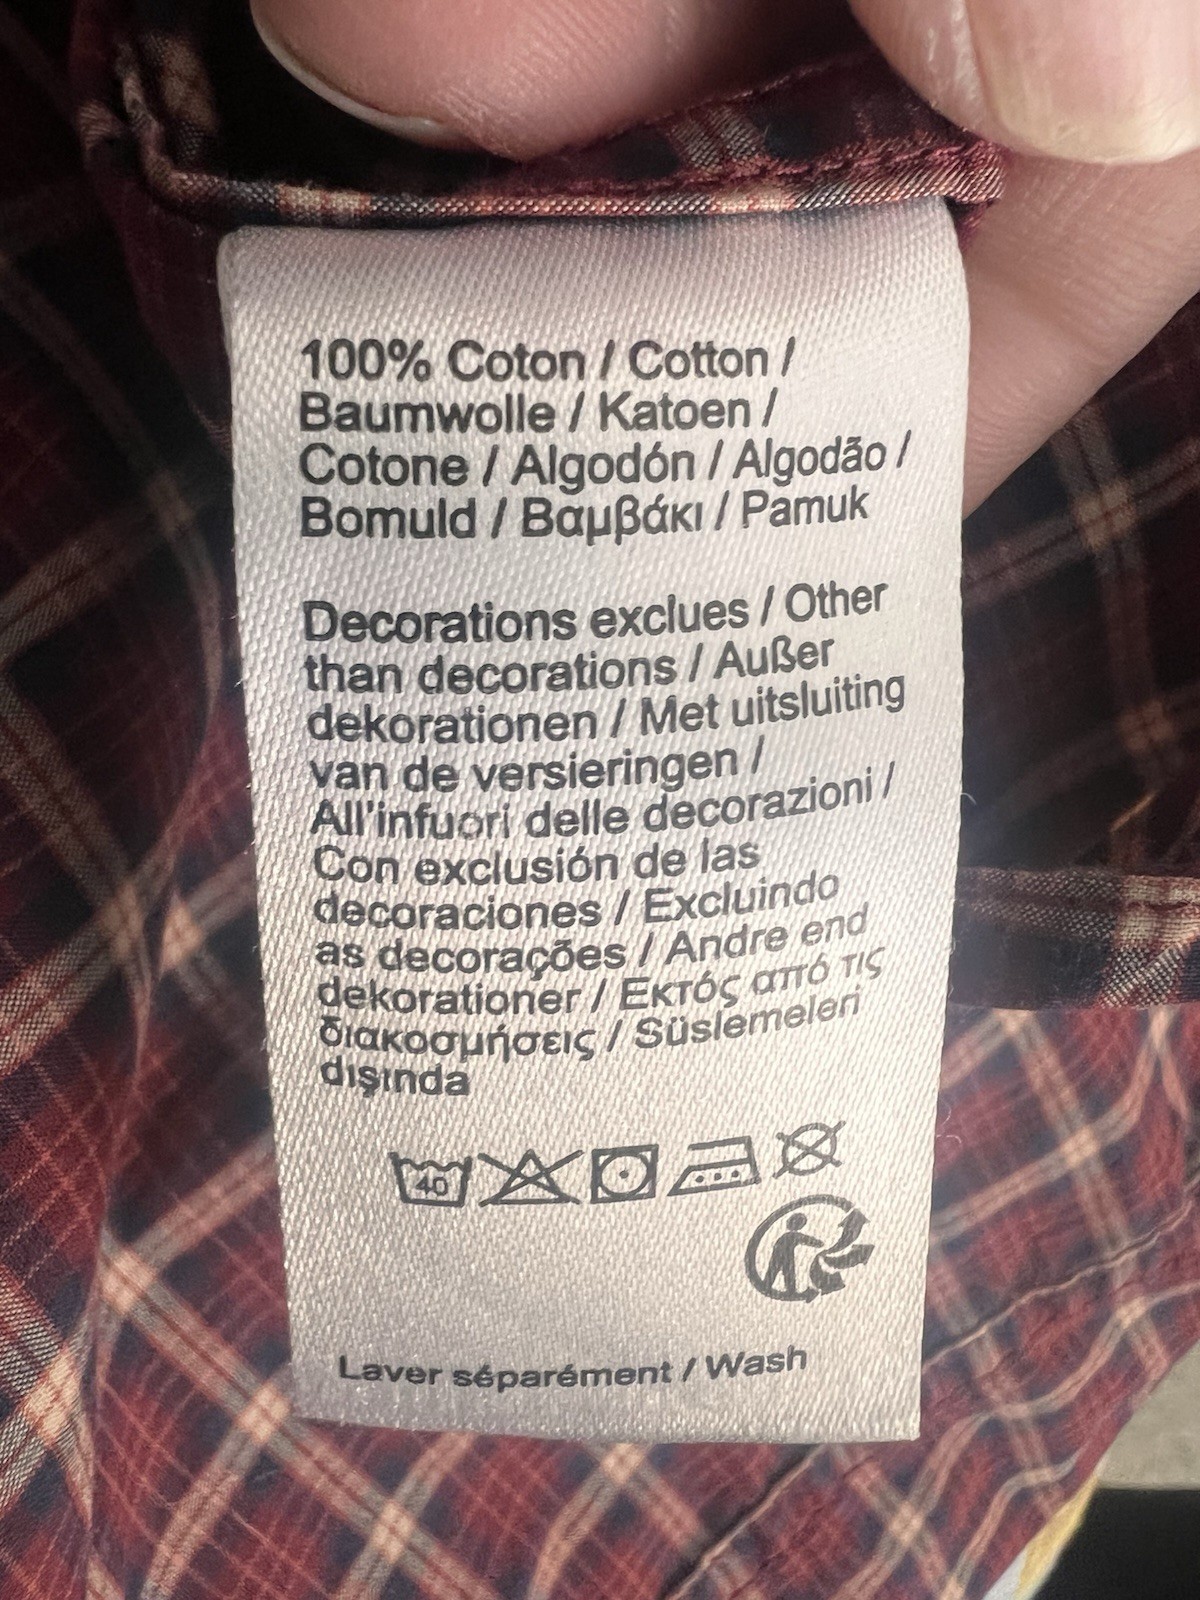 100% Coton / Cotton /
Baumwolle / Katoen /
Cotone / Algodón / Algodão /
Bomuld / Βαμβάκι / Pamuk
Decorations exclues / Other
than decorations / Außer
dekorationen / Met uitsluiting
van de versieringen /
All'infuori delle decorazioni /
Con exclusión de las
decoraciones / Excluindo
as decorações / Andre end
dekorationer / Εκτός από τις
διακοσμήσεις / Süslemeleri
dışında
40
Laver séparément / Wash